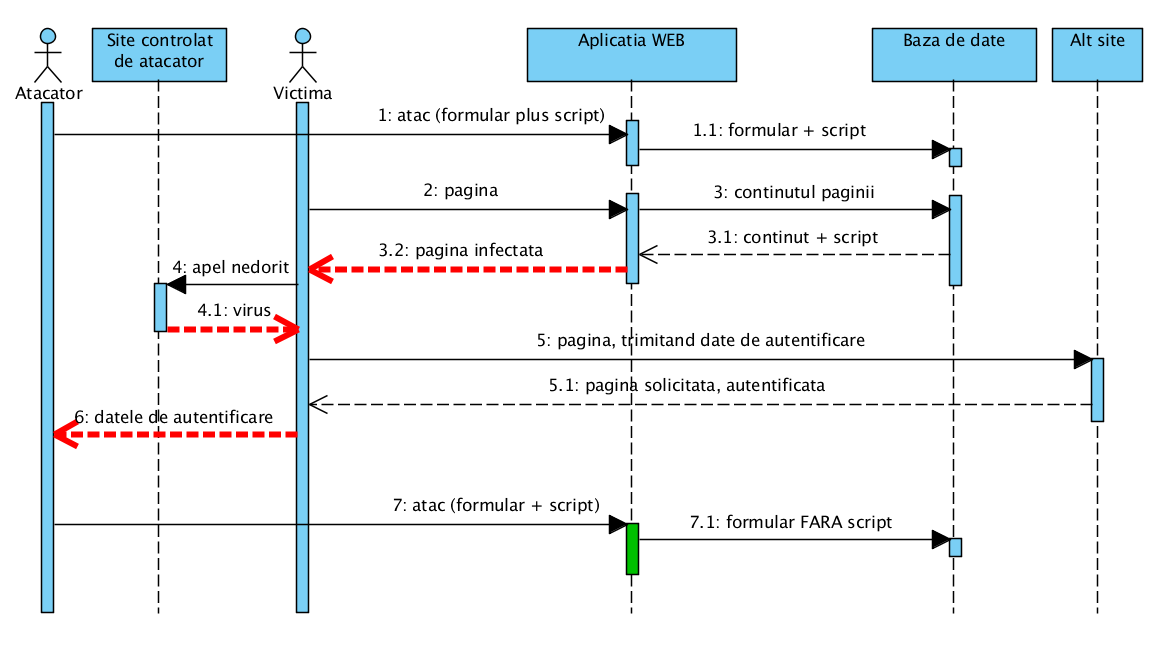 Site controlat
de atacator
Aplicatia WEB
Baza de date
Alt site
Atacator
Victima
1: atac (formular plus script)
1.1: formular + script
2: pagina
3: continutul paginii
3.1: continut + script
3.2: pagina infectata
4: apel nedorit
4.1: virus
5: pagina, trimitand date de autentificare
5.1: pagina solicitata, autentificata
6: datele de autentificare
7: atac (formular + script)
7.1: formular FARA script